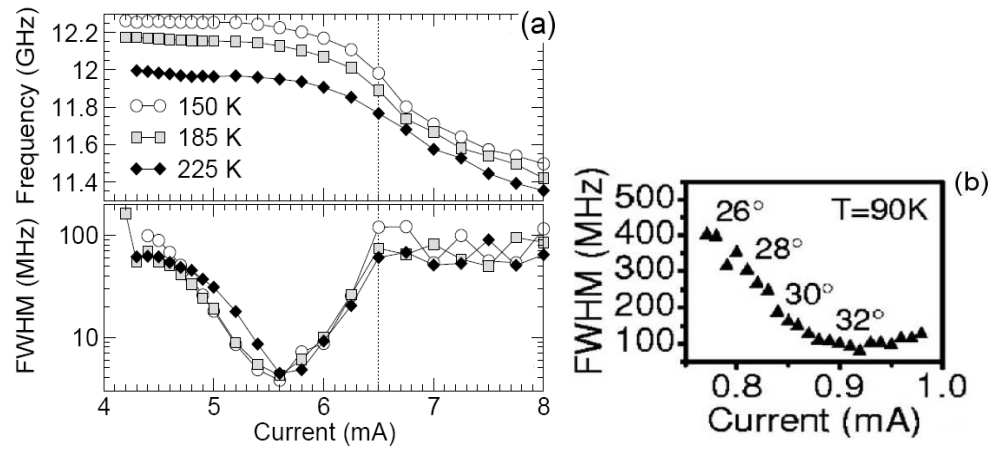 (a)
Frequency (GHz)
12.2
12
11.8
11.6
11.4
150 K
185 K
225 K
FWHM (MHz)
100
10
4
5
6
7
8
Current (mA)
(b)
FWHM (MHz)
500
400
300
200
100
26°
28°
30°
32°
T=90K
0.8
0.9
1.0
Current (mA)